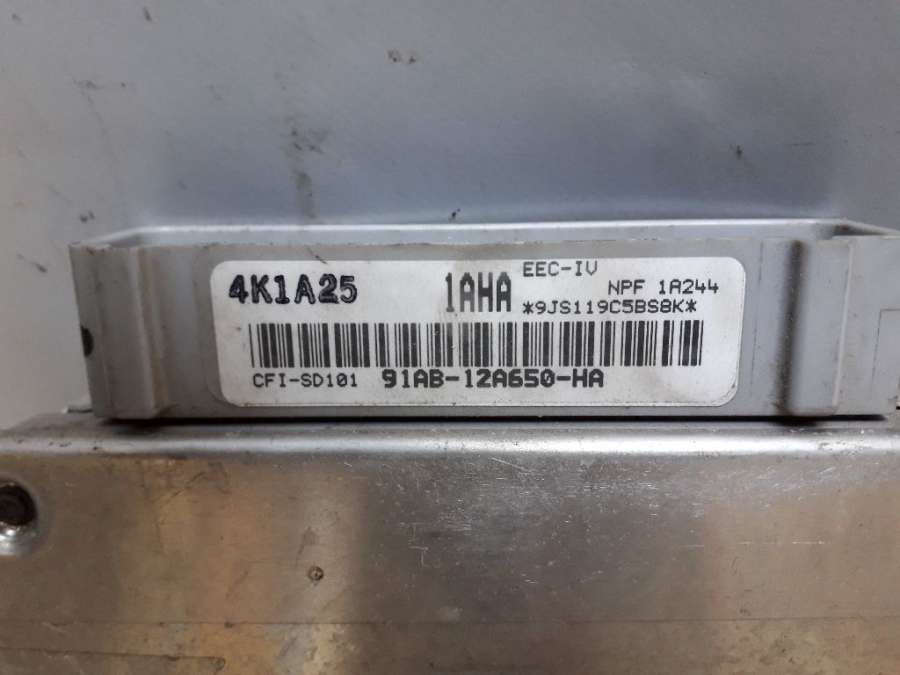 4K1A25 1AHA EEC-IV NPF 1A244
*9JS119C5BS8K*
CFI-SD101 91AB-12A650-HA